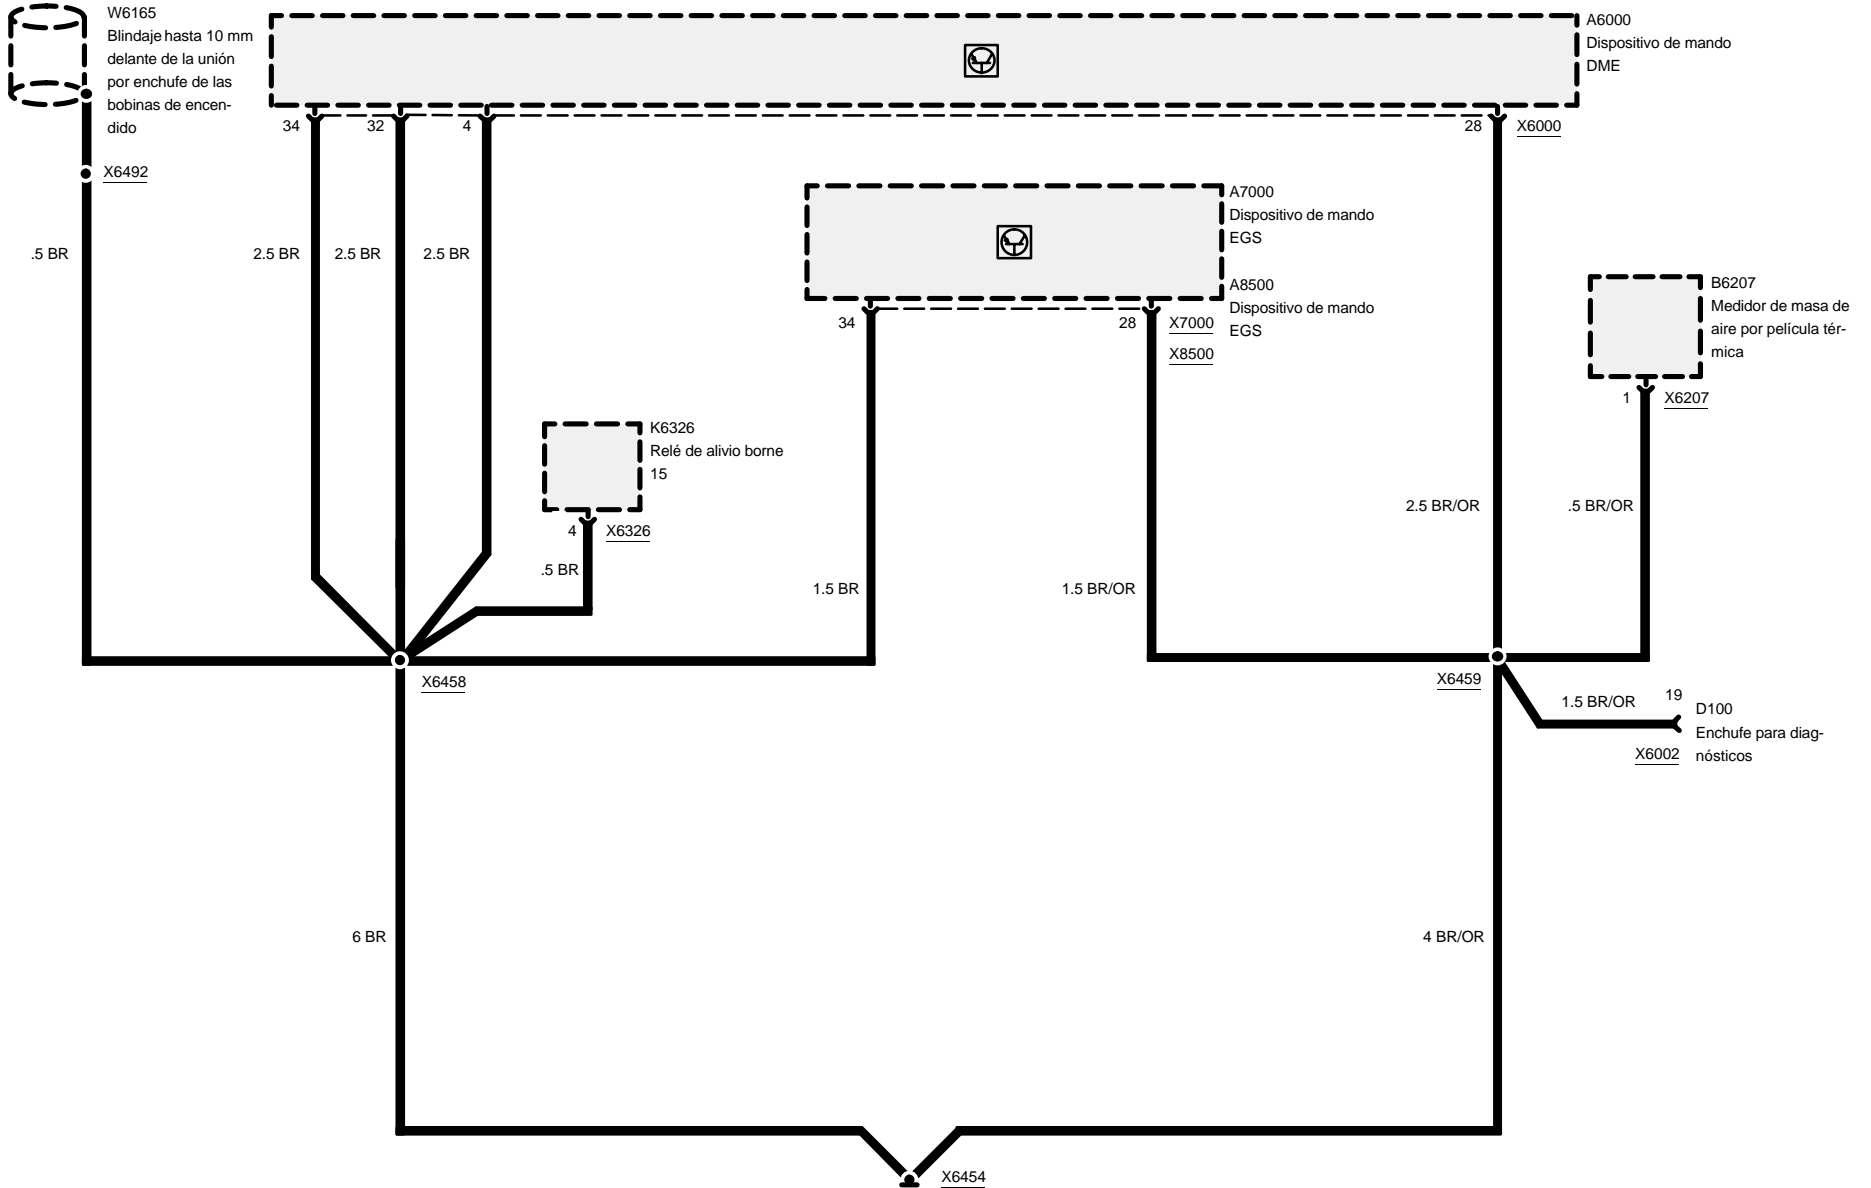 W6165
Blindaje hasta 10 mm
delante de la unión
por enchufe de las
bobinas de encen-
dido
A6000
Dispositivo de mando
DME
34
32
4
28
X6000
X6492
A7000
Dispositivo de mando
EGS
A8500
Dispositivo de mando
EGS
.5 BR
2.5 BR
2.5 BR
2.5 BR
34
28
X7000
X8500
B6207
Medidor de masa de
aire por película tér-
mica
1
X6207
K6326
Relé de alivio borne
15
4
X6326
.5 BR
1.5 BR
1.5 BR/OR
2.5 BR/OR
.5 BR/OR
X6458
X6459
1.5 BR/OR
19
D100
Enchufe para diag-
nósticos
X6002
6 BR
4 BR/OR
X6454